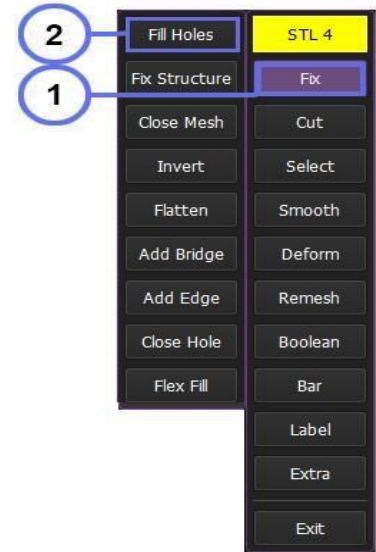 2
Fill Holes
STL 4
Fix Structure
Fix
1
Close Mesh
Cut
Invert
Select
Flatten
Smooth
Add Bridge
Deform
Add Edge
Remesh
Close Hole
Boolean
Flex Fill
Bar
Label
Extra
Exit